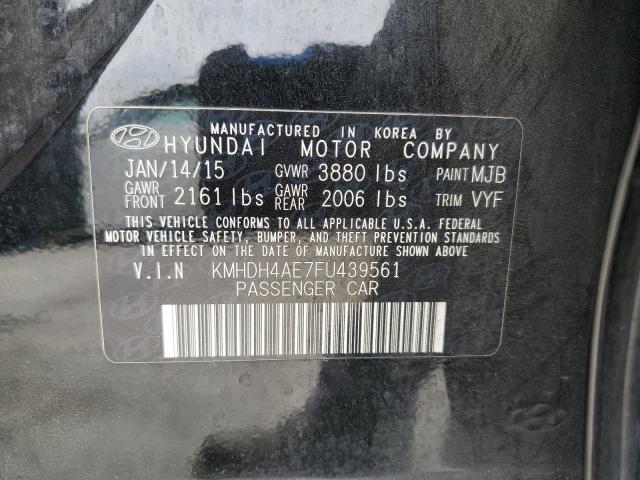 MANUFACTURED IN KOREA BY
HYUNDAI MOTOR COMPANY
JAN/14/15 GVWR 3880 lbs PAINT MJB
GAWR FRONT 2161 lbs GAWR REAR 2006 lbs TRIM VYF
THIS VEHICLE CONFORMS TO ALL APPLICABLE U.S.A. FEDERAL
MOTOR VEHICLE SAFETY, BUMPER, AND THEFT PREVENTION STANDARDS
IN EFFECT ON THE DATE OF MANUFACTURE SHOWN ABOVE.
V.I.N KMHDH4AE7FU439561
PASSENGER CAR